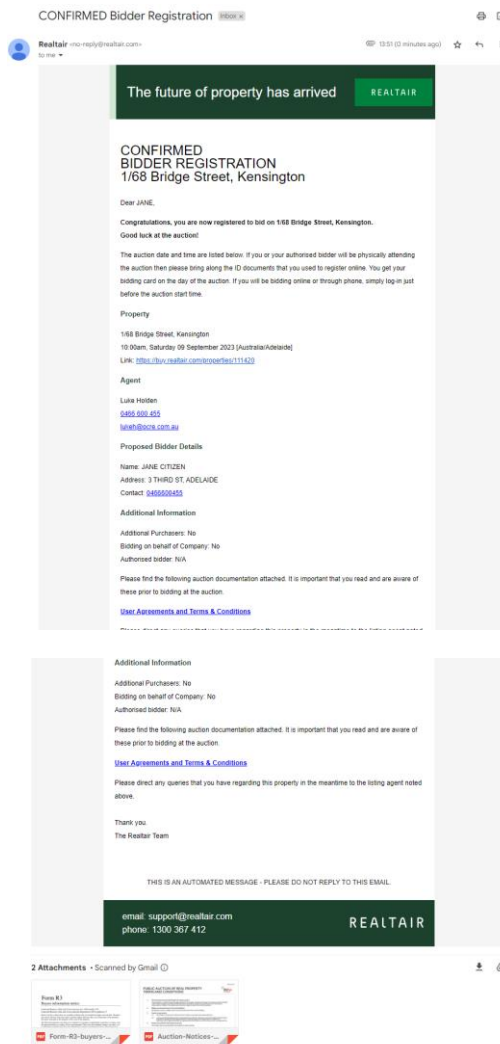 CONFIRMED Bidder Registration Inbox x
Realtair <no-reply@realtair.com>
13:51 (0 minutes ago)
to me
The future of property has arrived
REALTAIR
CONFIRMED
BIDDER REGISTRATION
1/68 Bridge Street, Kensington
Dear JANE,
Congratulations, you are now registered to bid on 1/68 Bridge Street, Kensington.
Good luck at the auction!
The auction date and time are listed below. If you or your authorised bidder will be physically attending
the auction then please bring along the ID documents that you used to register online. You get your
bidding card on the day of the auction. If you will be bidding online or through phone, simply log-in just
before the auction start time.
Property
1/68 Bridge Street, Kensington
10:00am, Saturday 09 September 2023 [Australia/Adelaide]
Link: https://buy.realtair.com/properties/111420
Agent
Luke Holden
0466 600 455
lukeh@ocre.com.au
Proposed Bidder Details
Name: JANE CITIZEN
Address: 3 THIRD ST, ADELAIDE
Contact: 0466600455
Additional Information
Additional Purchasers: No
Bidding on behalf of Company: No
Authorised bidder: N/A
Please find the following auction documentation attached. It is important that you read and are aware of
these prior to bidding at the auction.
User Agreements and Terms & Conditions
Additional Information
Additional Purchasers: No
Bidding on behalf of Company: No
Authorised bidder: N/A
Please find the following auction documentation attached. It is important that you read and are aware of
these prior to bidding at the auction.
User Agreements and Terms & Conditions
Please direct any queries that you have regarding this property in the meantime to the listing agent noted
above.
Thank you.
The Realtair Team
THIS IS AN AUTOMATED MESSAGE - PLEASE DO NOT REPLY TO THIS EMAIL.
email: support@realtair.com
phone: 1300 367 412
REALTAIR
2 Attachments • Scanned by Gmail
Form R3
PDF Form-R3-buyers-...
PDF Auction-Notices-...